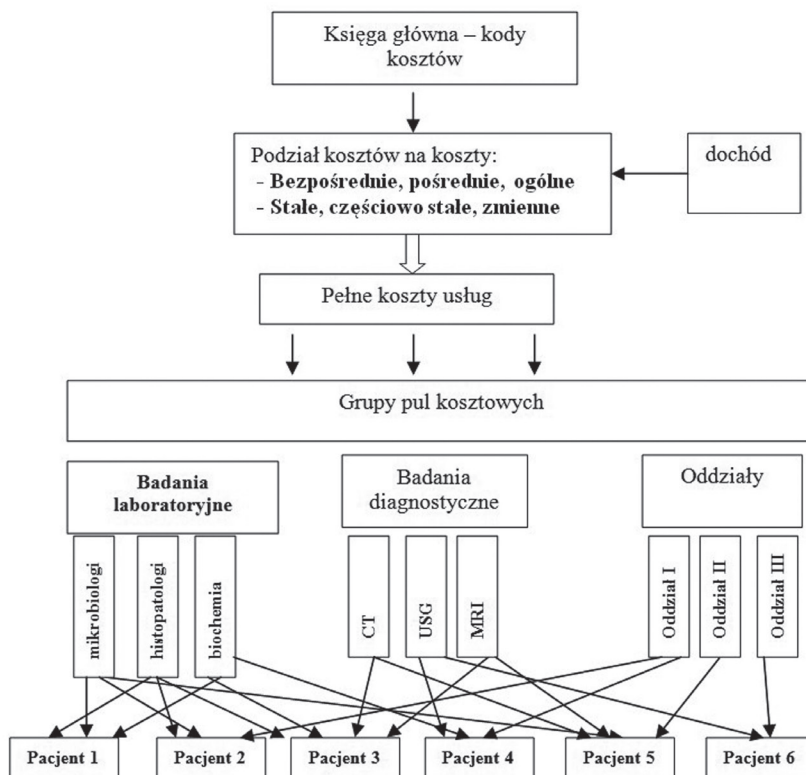 Księga główna – kody
kosztów
Podział kosztów na koszty:
- Bezpośrednie, pośrednie, ogólne
- Stałe, częściowo stałe, zmienne
dochód
Pełne koszty usług
Grupy pul kosztowych
Badania
laboratoryjne
Badania
diagnostyczne
Oddziały
mikrobiologi
histopatologi
biochemia
CT
USG
MRI
Oddział I
Oddział II
Oddział III
Pacjent 1
Pacjent 2
Pacjent 3
Pacjent 4
Pacjent 5
Pacjent 6